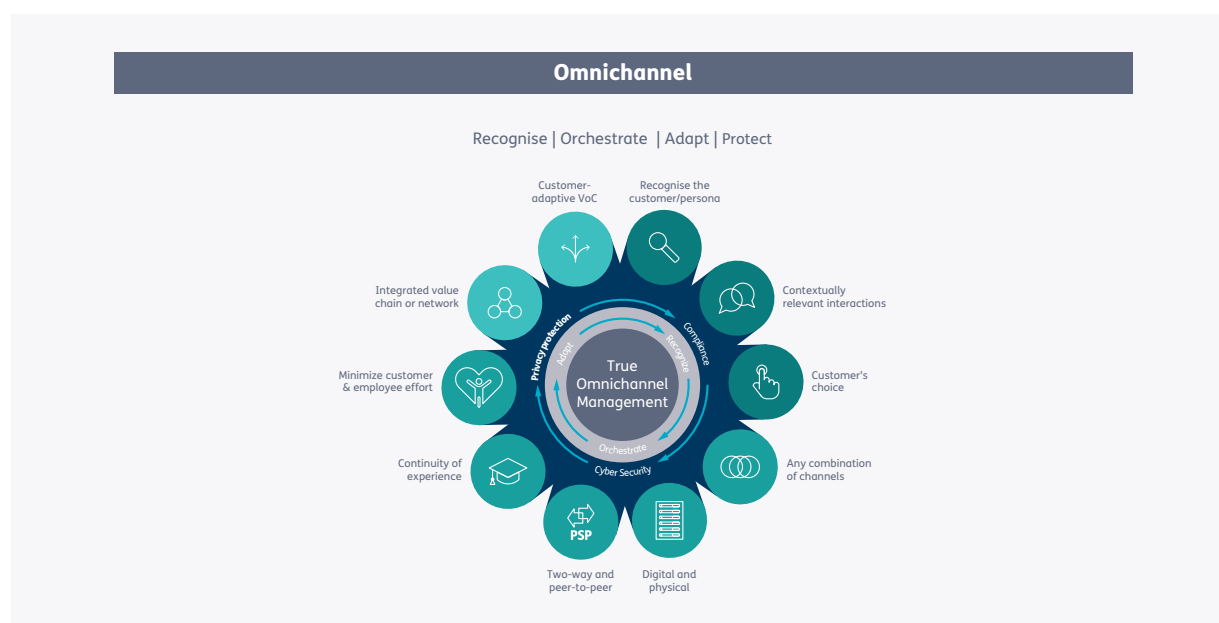 Omnichannel
Recognise | Orchestrate | Adapt | Protect
Customer-
adaptive VoC
Recognise the
customer/persona
Integrated value
chain or network
Contextually
relevant interactions
Minimize customer
& employee effort
Customer's
choice
Continuity of
experience
Any combination
of channels
PSP
Two-way and
peer-to-peer
Digital and
physical
Privacy protection
Compliance
Cyber Security
Adapt
Recognize
Orchestrate
True
Omnichannel
Management